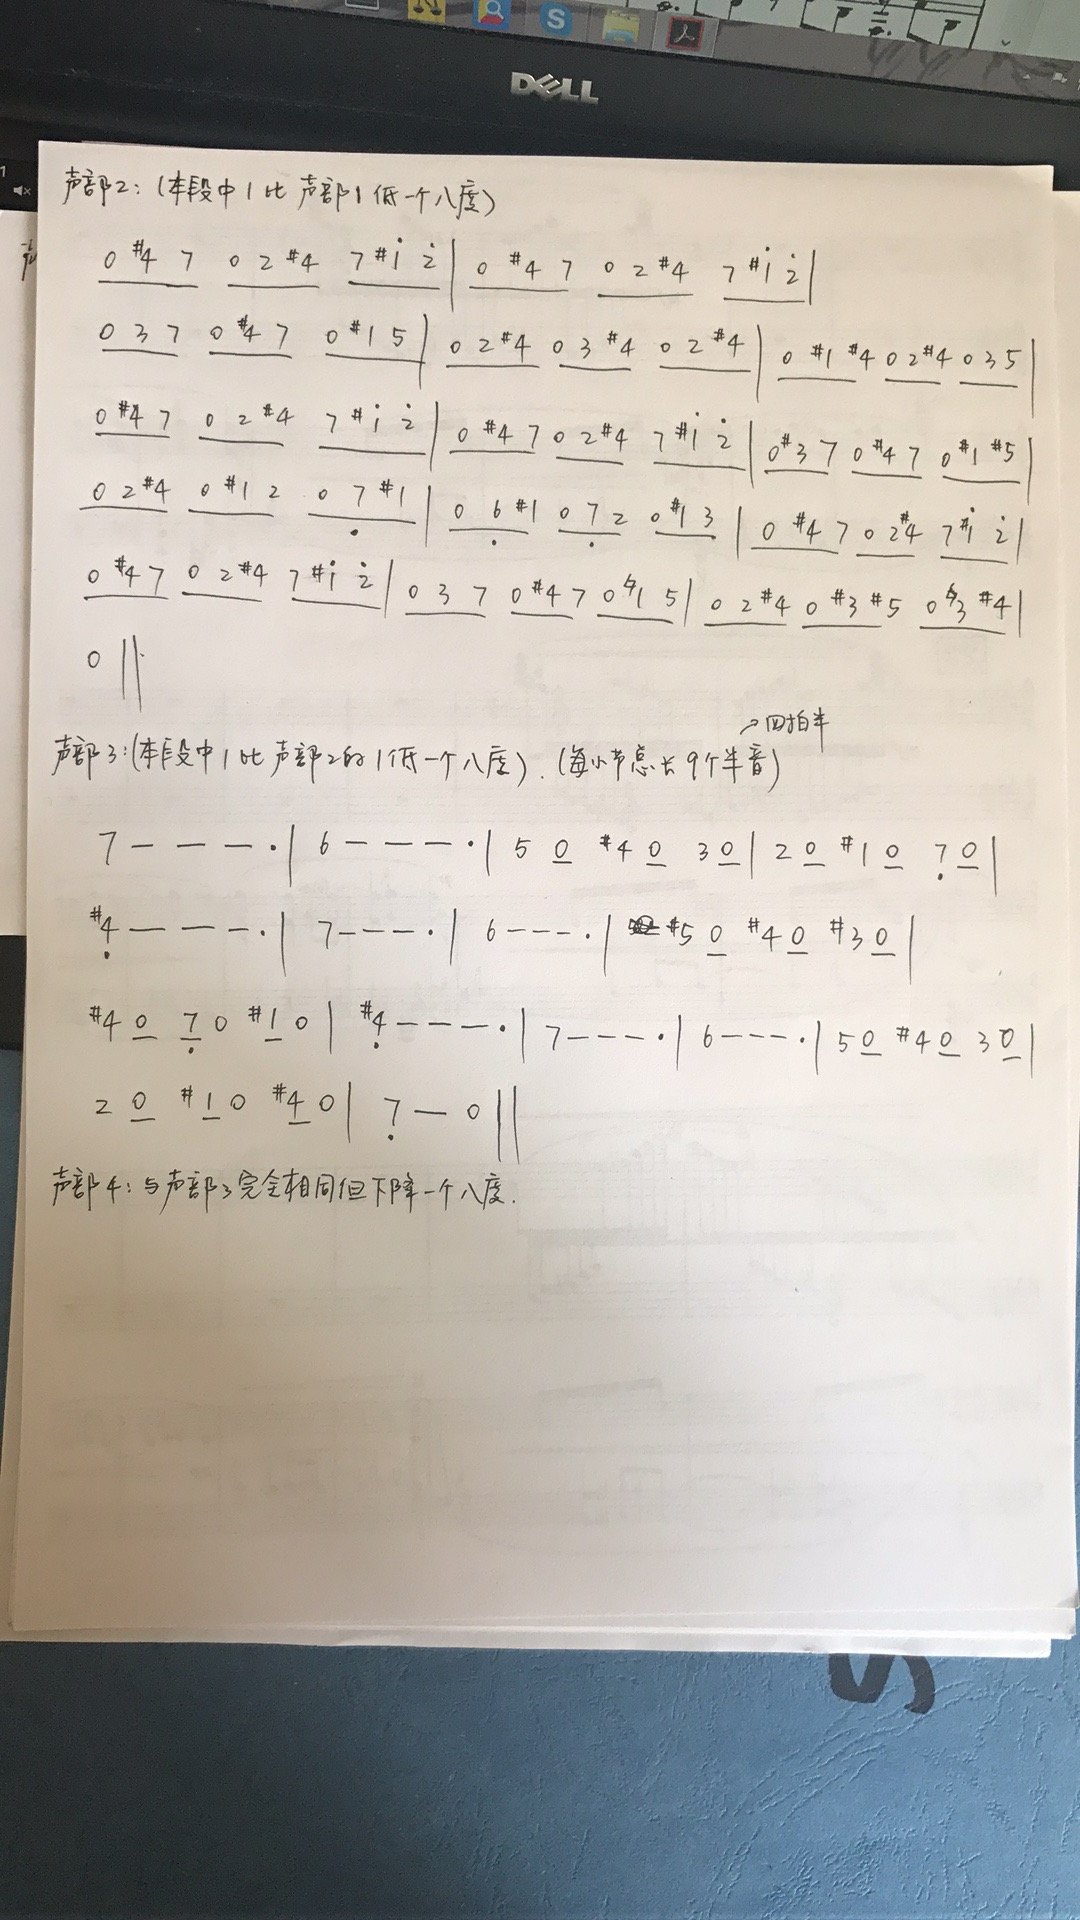 DELL
声部2:(本段中1比声部1低一个八度)
0 #4 7 0 2 #4 7 #i̇ 2̇ | 0 #4 7 0 2 #4 7 #i̇ 2̇ |
0 3 7 0 #4 7 0 #1 5 | 0 2 #4 0 3 #4 0 2 #4 | 0 #1 #4 0 2 #4 0 3 5 |
0 #4 7 0 2 #4 7 #i̇ 2̇ | 0 #4 7 0 2 #4 7 #i̇ 2̇ | 0 #3 7 0 #4 7 0 #1 #5 |
0 2 #4 0 #1 2 0 7̣ #1 | 0 6̣ #1 0 7̣ 2 0 #1 3 | 0 #4 7 0 2 #4 7 #i̇ 2̇ |
0 #4 7 0 2 #4 7 #i̇ 2̇ | 0 3 7 0 #4 7 0 ♮1 5 | 0 2 #4 0 #3 #5 0 ♮3 #4 |
0 ||
→四拍半
声部3:(本段中1比声部2的1低一个八度).(每小节总长9个半音)
7 — — — · | 6 — — — · | 5 0 #4 0 3 0 | 2 0 #1 0 7̣ 0 |
#4̣ — — — · | 7 — — — · | 6 — — — · | #5 0 #4 0 #3 0 |
#4 0 7̣ 0 #1 0 | #4̣ — — — · | 7 — — — · | 6 — — — · | 5 0 #4 0 3 0 |
2 0 #1 0 #4 0 | 7̣ — 0 ||
声部4:与声部3完全相同但下降一个八度.
S